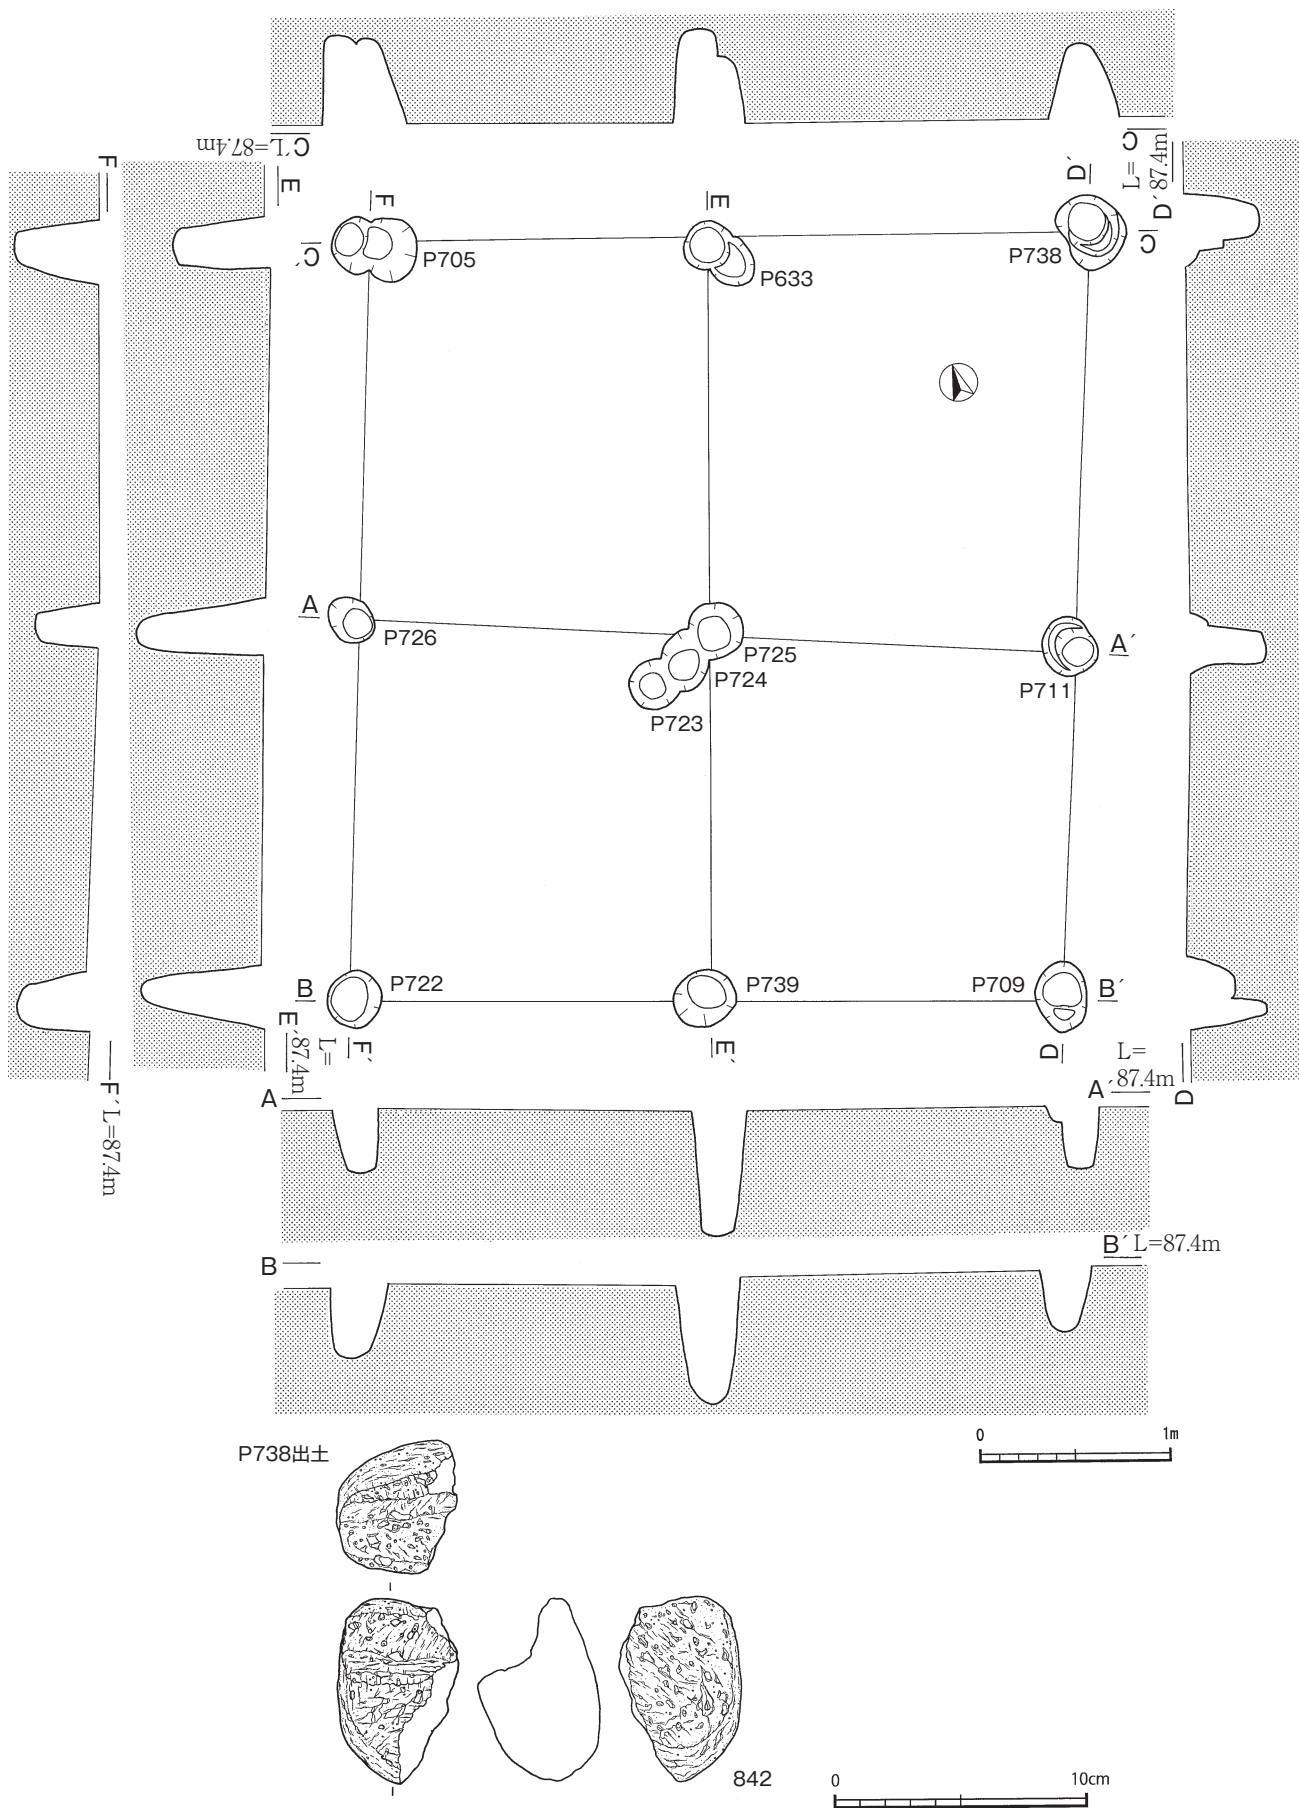 C´L=87.4m
C
L=
87.4m
D´
F
E
F
E
D´
C´
C
P705
P633
P738
A
P726
P725
P724
P723
P711
A´
B
P722
P739
P709
B´
E´
L=
87.4m
F´
E´
D
L=
87.4m
A
A´
D
F´L=87.4m
B
B´L=87.4m
P738出土
0 1m
842
0 10cm